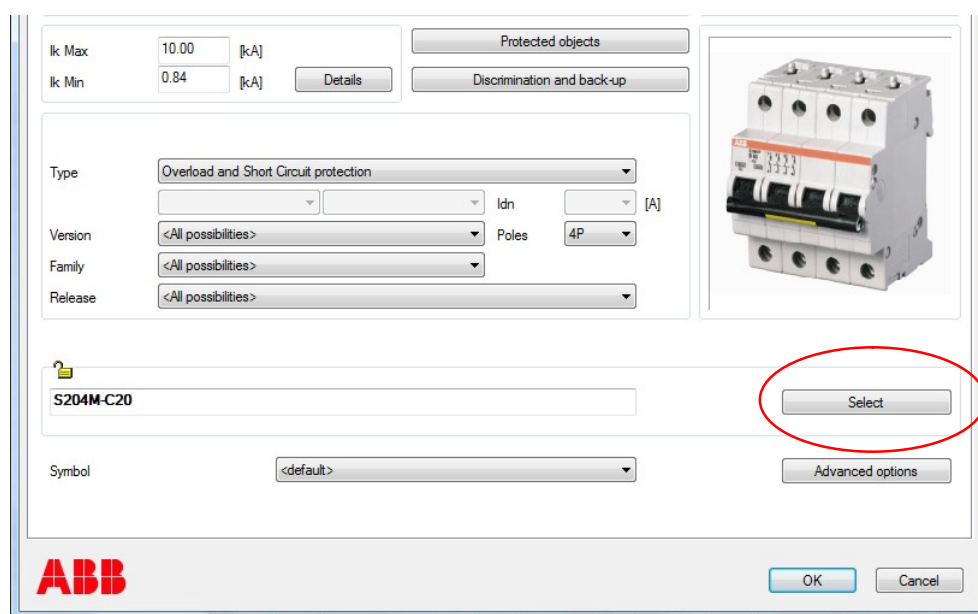 Ik Max 10.00 [kA] Protected objects
Ik Min 0.84 [kA] Details Discrimination and back-up
Type Overload and Short Circuit protection
Idn [A]
Version <All possibilities> Poles 4P
Family <All possibilities>
Release <All possibilities>
ABB
S204M-C20 Select
Symbol <default> Advanced options
ABB OK Cancel